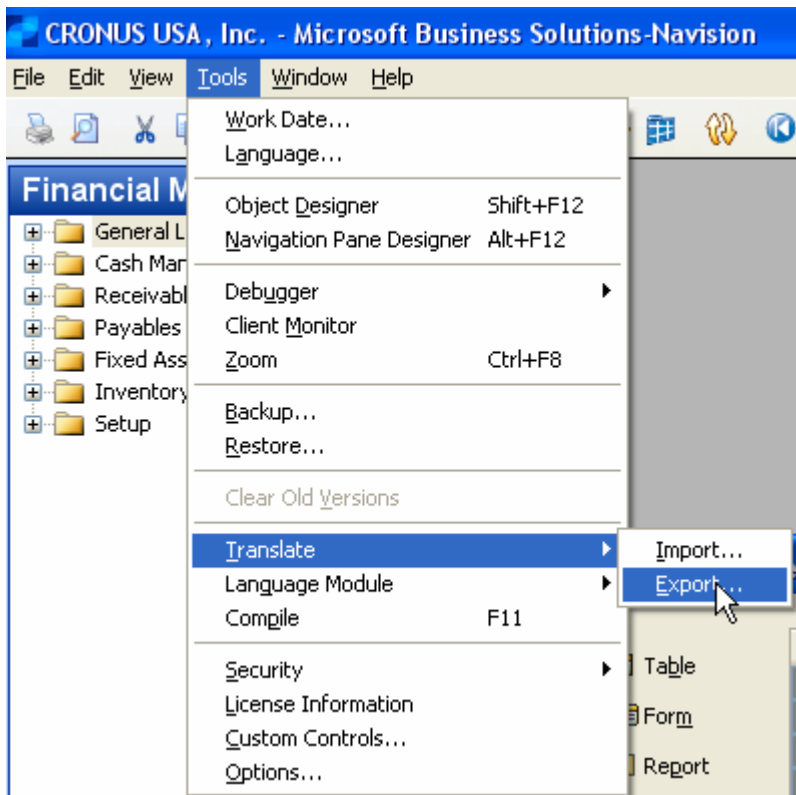 CRONUS USA, Inc. - Microsoft Business Solutions-Navision
File Edit View Tools Window Help
Work Date...
Language...
Financial M
Object Designer Shift+F12
General L
Navigation Pane Designer Alt+F12
Cash Man
Receivabl
Debugger
Payables
Client Monitor
Fixed Ass
Zoom Ctrl+F8
Inventory
Setup
Backup...
Restore...
Clear Old Versions
Translate
Import...
Language Module
Export...
Compile F11
Security
Table
License Information
Form
Custom Controls...
Options...
Report